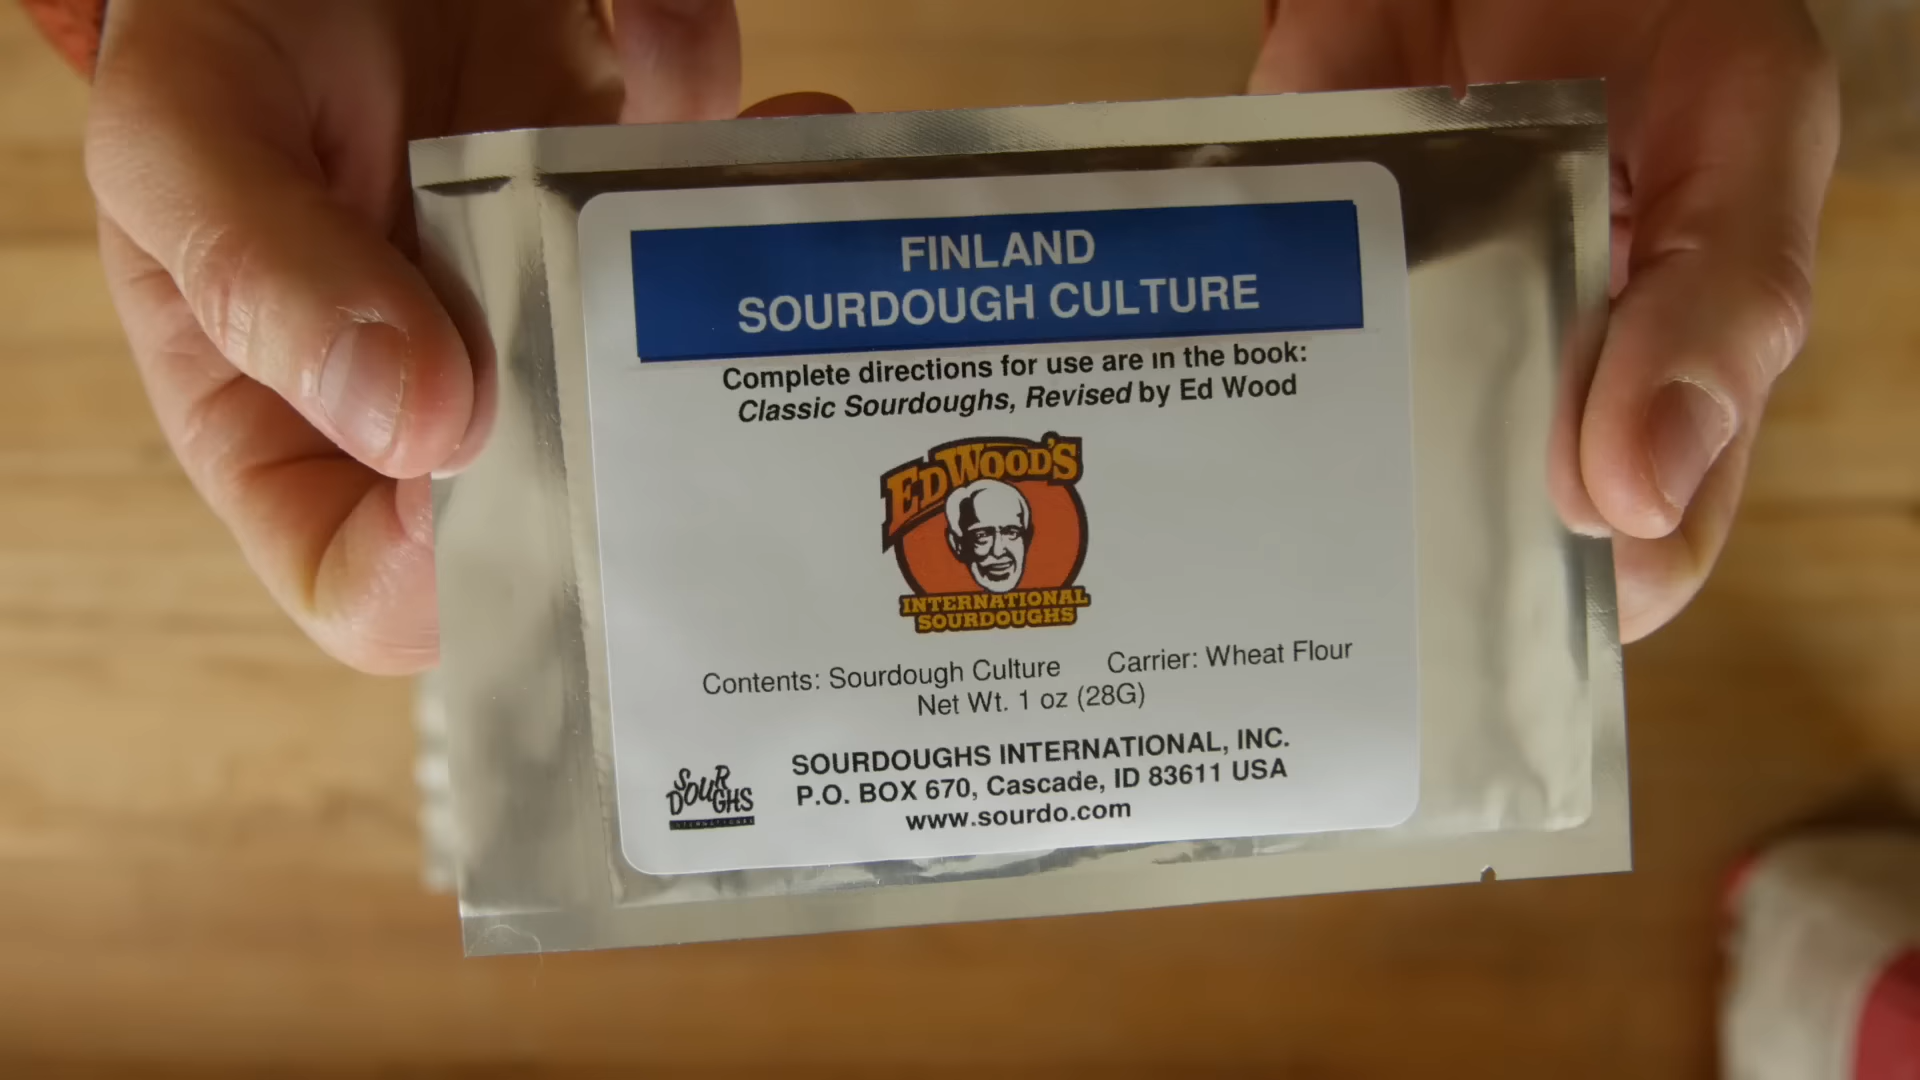 FINLAND
SOURDOUGH CULTURE
Complete directions for use are in the book:
Classic Sourdoughs, Revised by Ed Wood
ED WOOD'S
INTERNATIONAL
SOURDOUGHS
Contents: Sourdough Culture Carrier: Wheat Flour
Net Wt. 1 oz (28G)
SOURDOUGHS INTERNATIONAL, INC.
P.O. BOX 670, Cascade, ID 83611 USA
www.sourdo.com
SOUR
DOUGHS
INTERNATIONAL